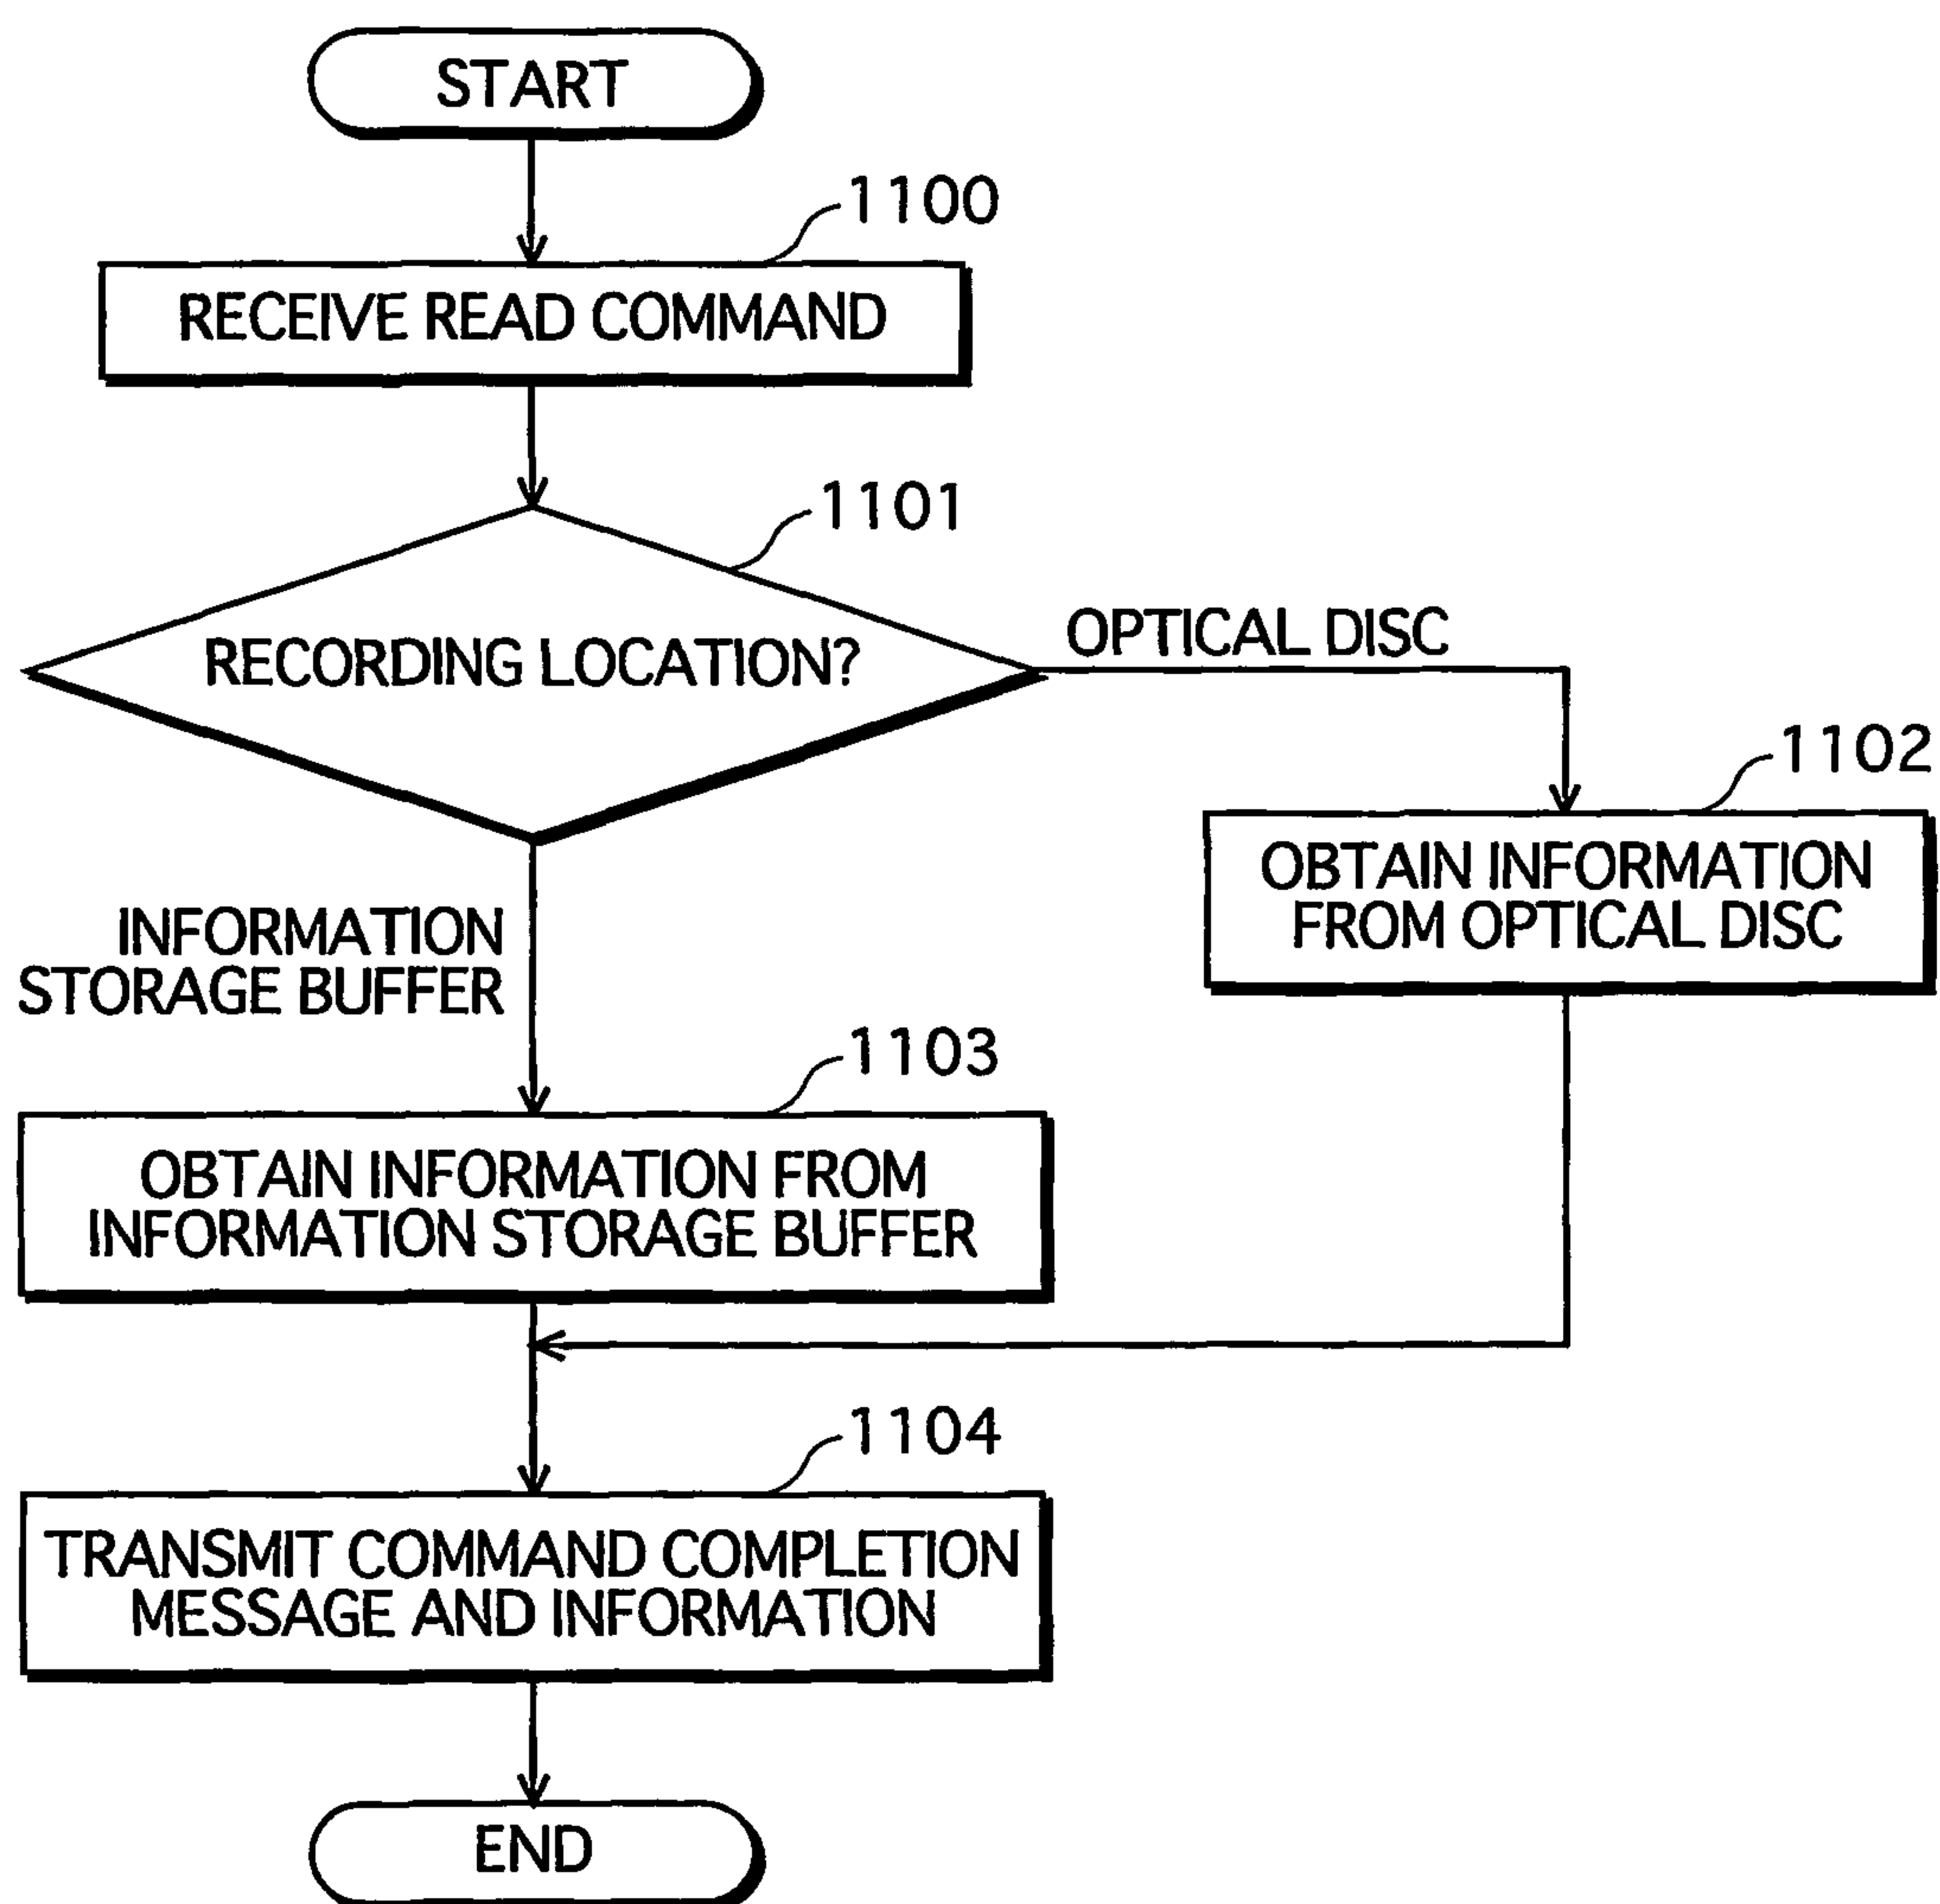 START
1100
RECEIVE READ COMMAND
1101
RECORDING LOCATION?
OPTICAL DISC
1102
OBTAIN INFORMATION
FROM OPTICAL DISC
INFORMATION
STORAGE BUFFER
1103
OBTAIN INFORMATION FROM
INFORMATION STORAGE BUFFER
1104
TRANSMIT COMMAND COMPLETION
MESSAGE AND INFORMATION
END